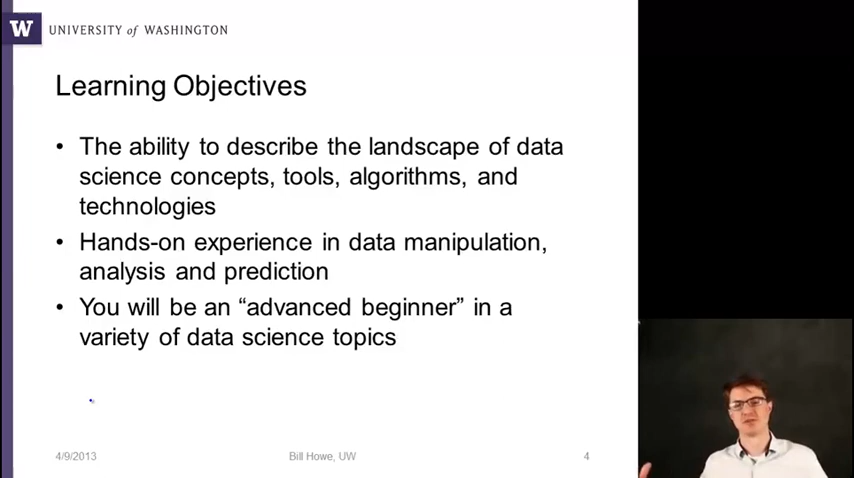 W UNIVERSITY of WASHINGTON
Learning Objectives
• The ability to describe the landscape of data
science concepts, tools, algorithms, and
technologies
• Hands-on experience in data manipulation,
analysis and prediction
• You will be an “advanced beginner” in a
variety of data science topics
4/9/2013 Bill Howe, UW 4